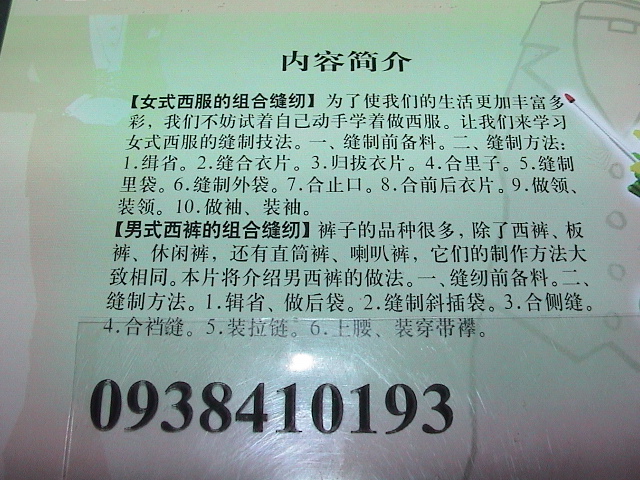 内容简介
【女式西服的组合缝纫】为了使我们的生活更加丰富多
彩，我们不妨试着自己动手学着做西服。让我们来学习
女式西服的缝制技法。一、缝制前备料。二、缝制方法：
1.缉省。2.缝合衣片。3.归拔衣片。4.合里子。5.缝制
里袋。6.缝制外袋。7.合止口。8.合前后衣片。9.做领、
装领。10.做袖、装袖。
【男式西裤的组合缝纫】裤子的品种很多，除了西裤、板
裤、休闲裤，还有直筒裤、喇叭裤，它们的制作方法大
致相同。本片将介绍男西裤的做法。一、缝纫前备料。二、
缝制方法。1.辑省、做后袋。2.缝制斜插袋。3.合侧缝。
4.合裆缝。5.装拉链。6.上腰、装穿带襻。
0938410193